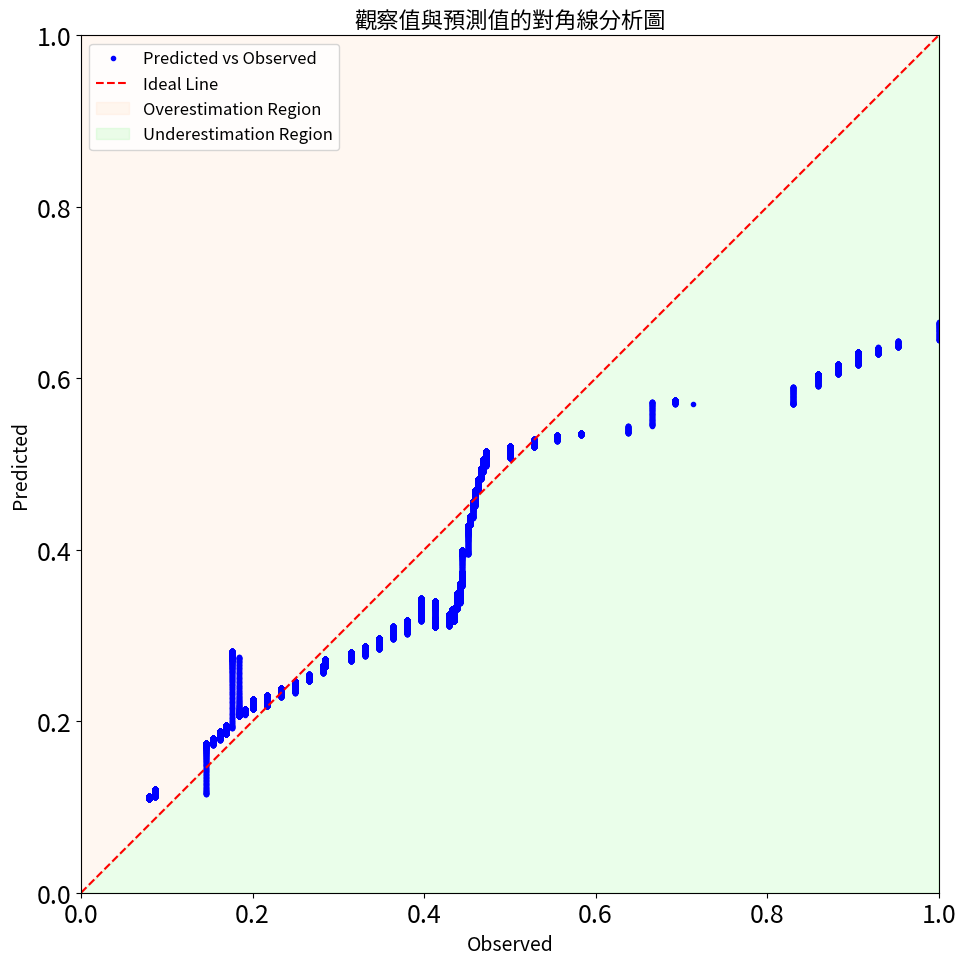 觀察值與預測值的對角線分析圖
1.0
Predicted vs Observed
Ideal Line
Overestimation Region
Underestimation Region
0.8
0.6
Predicted
0.4
0.2
0.0
0.0 0.2 0.4 0.6 0.8 1.0
Observed